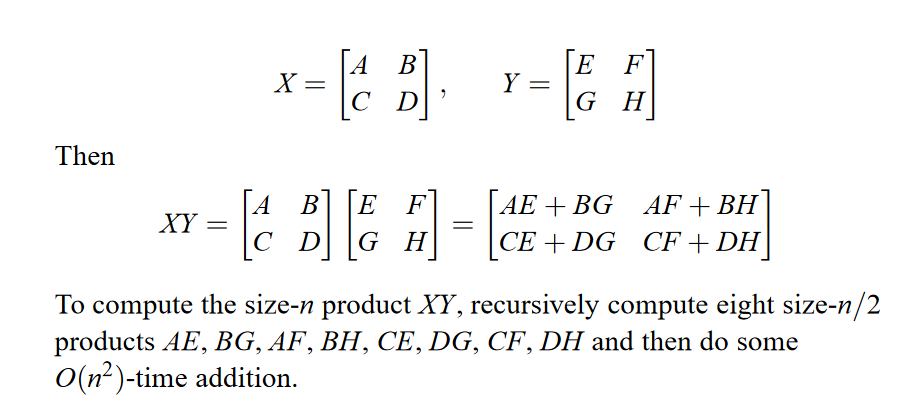 X = [A B; C D], Y = [E F; G H]
Then
XY = [A B; C D] [E F; G H] = [AE + BG AF + BH; CE + DG CF + DH]
To compute the size-n product XY, recursively compute eight size-n/2
products AE, BG, AF, BH, CE, DG, CF, DH and then do some
O(n²)-time addition.